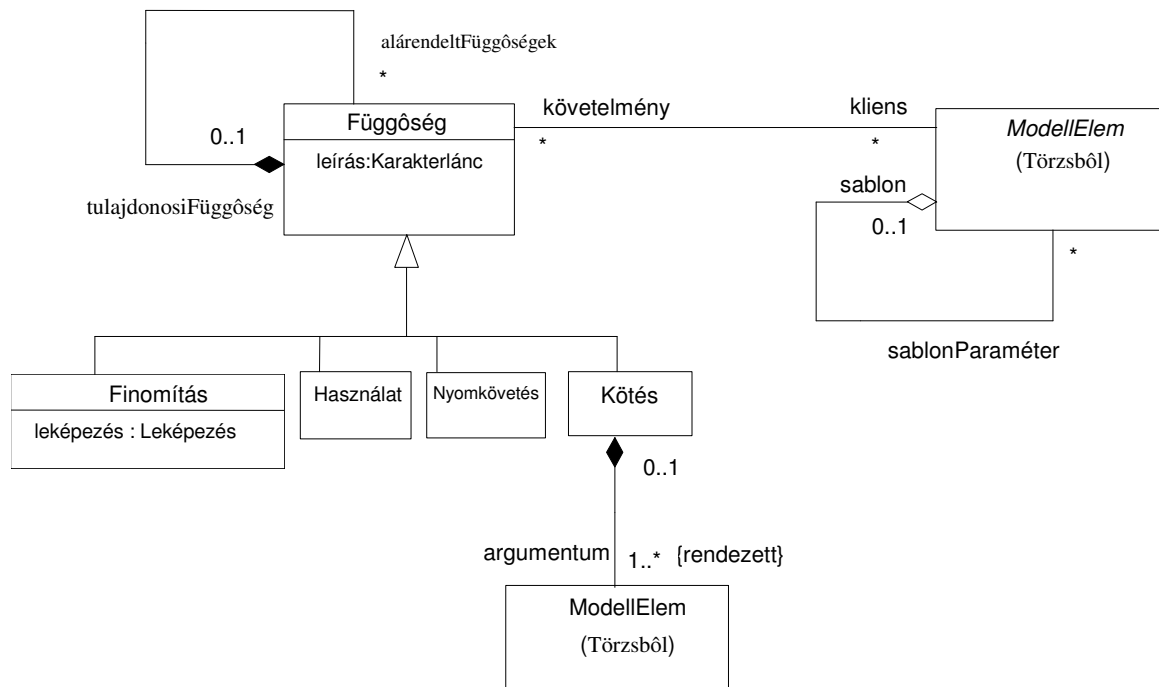 alárendeltFüggôségek
*
követelmény
kliens
Függôség
ModellElem
0..1
*
*
leírás:Karakterlánc
(Törzsbôl)
sablon
tulajdonosiFüggôség
0..1
*
sablonParaméter
Finomítás
Használat
Nyomkövetés
Kötés
leképezés : Leképezés
0..1
argumentum
1..*
{rendezett}
ModellElem
(Törzsbôl)